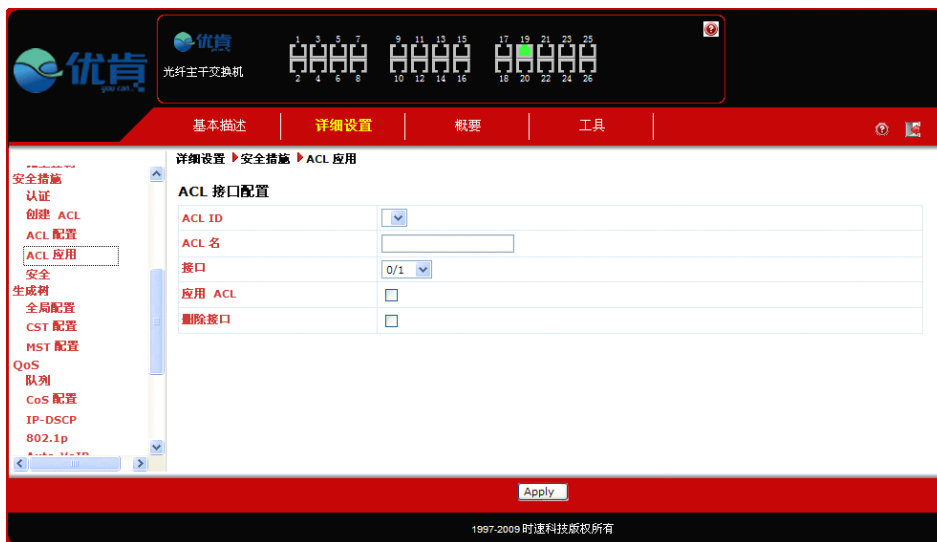 优肯
you can.
优肯
光纤主干交换机
1 3 5 7 9 11 13 15 17 19 21 23 25
2 4 6 8 10 12 14 16 18 20 22 24 26
基本描述 详细设置 概要 工具
详细设置 安全措施 ACL 应用
安全措施
认证
创建 ACL
ACL 配置
ACL 应用
安全
生成树
全局配置
CST 配置
MST 配置
QoS
队列
CoS 配置
IP-DSCP
802.1p
ACL 接口配置
ACL ID
ACL 名
接口 0/1
应用 ACL
删除接口
Apply
1997-2009 时速科技版权所有